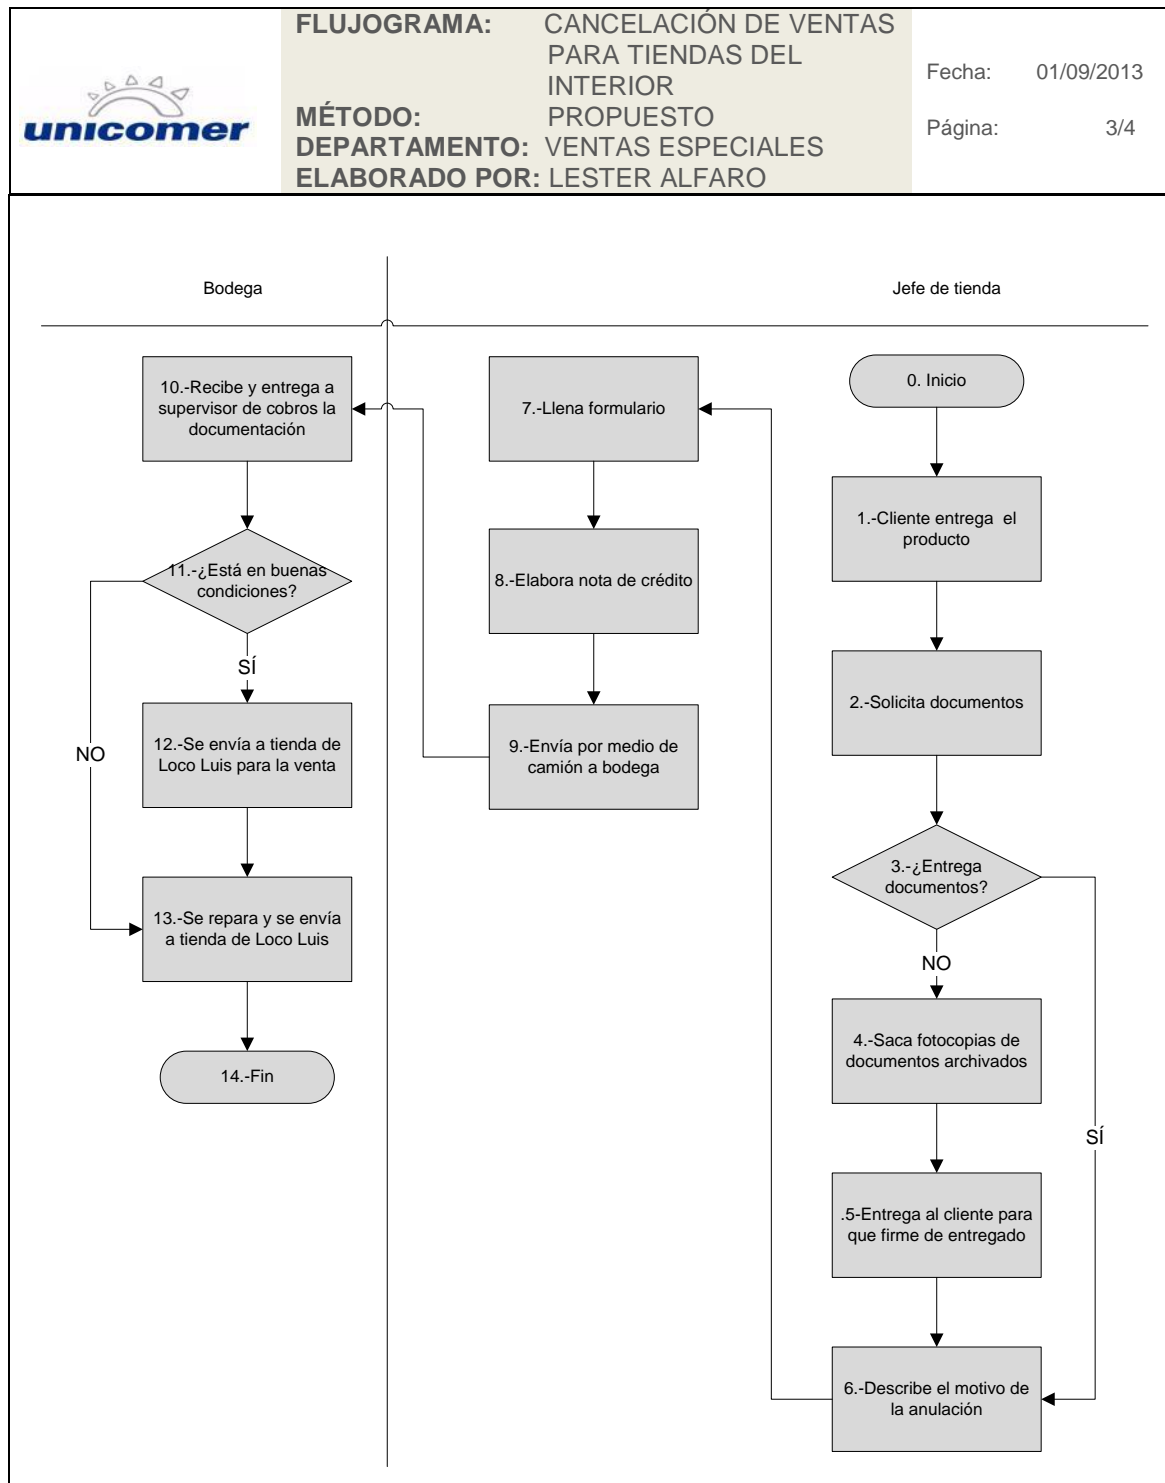 unicomer
FLUJOGRAMA: CANCELACIÓN DE VENTAS
PARA TIENDAS DEL
INTERIOR
MÉTODO: PROPUESTO
DEPARTAMENTO: VENTAS ESPECIALES
ELABORADO POR: LESTER ALFARO
Fecha: 01/09/2013
Página: 3/4
Bodega
Jefe de tienda
0. Inicio
1.-Cliente entrega el
producto
2.-Solicita documentos
3.-¿Entrega
documentos?
NO
SÍ
4.-Saca fotocopias de
documentos archivados
.5-Entrega al cliente para
que firme de entregado
6.-Describe el motivo de
la anulación
7.-Llena formulario
8.-Elabora nota de crédito
9.-Envía por medio de
camión a bodega
10.-Recibe y entrega a
supervisor de cobros la
documentación
11.-¿Está en buenas
condiciones?
SÍ
NO
12.-Se envía a tienda de
Loco Luis para la venta
13.-Se repara y se envía
a tienda de Loco Luis
14.-Fin